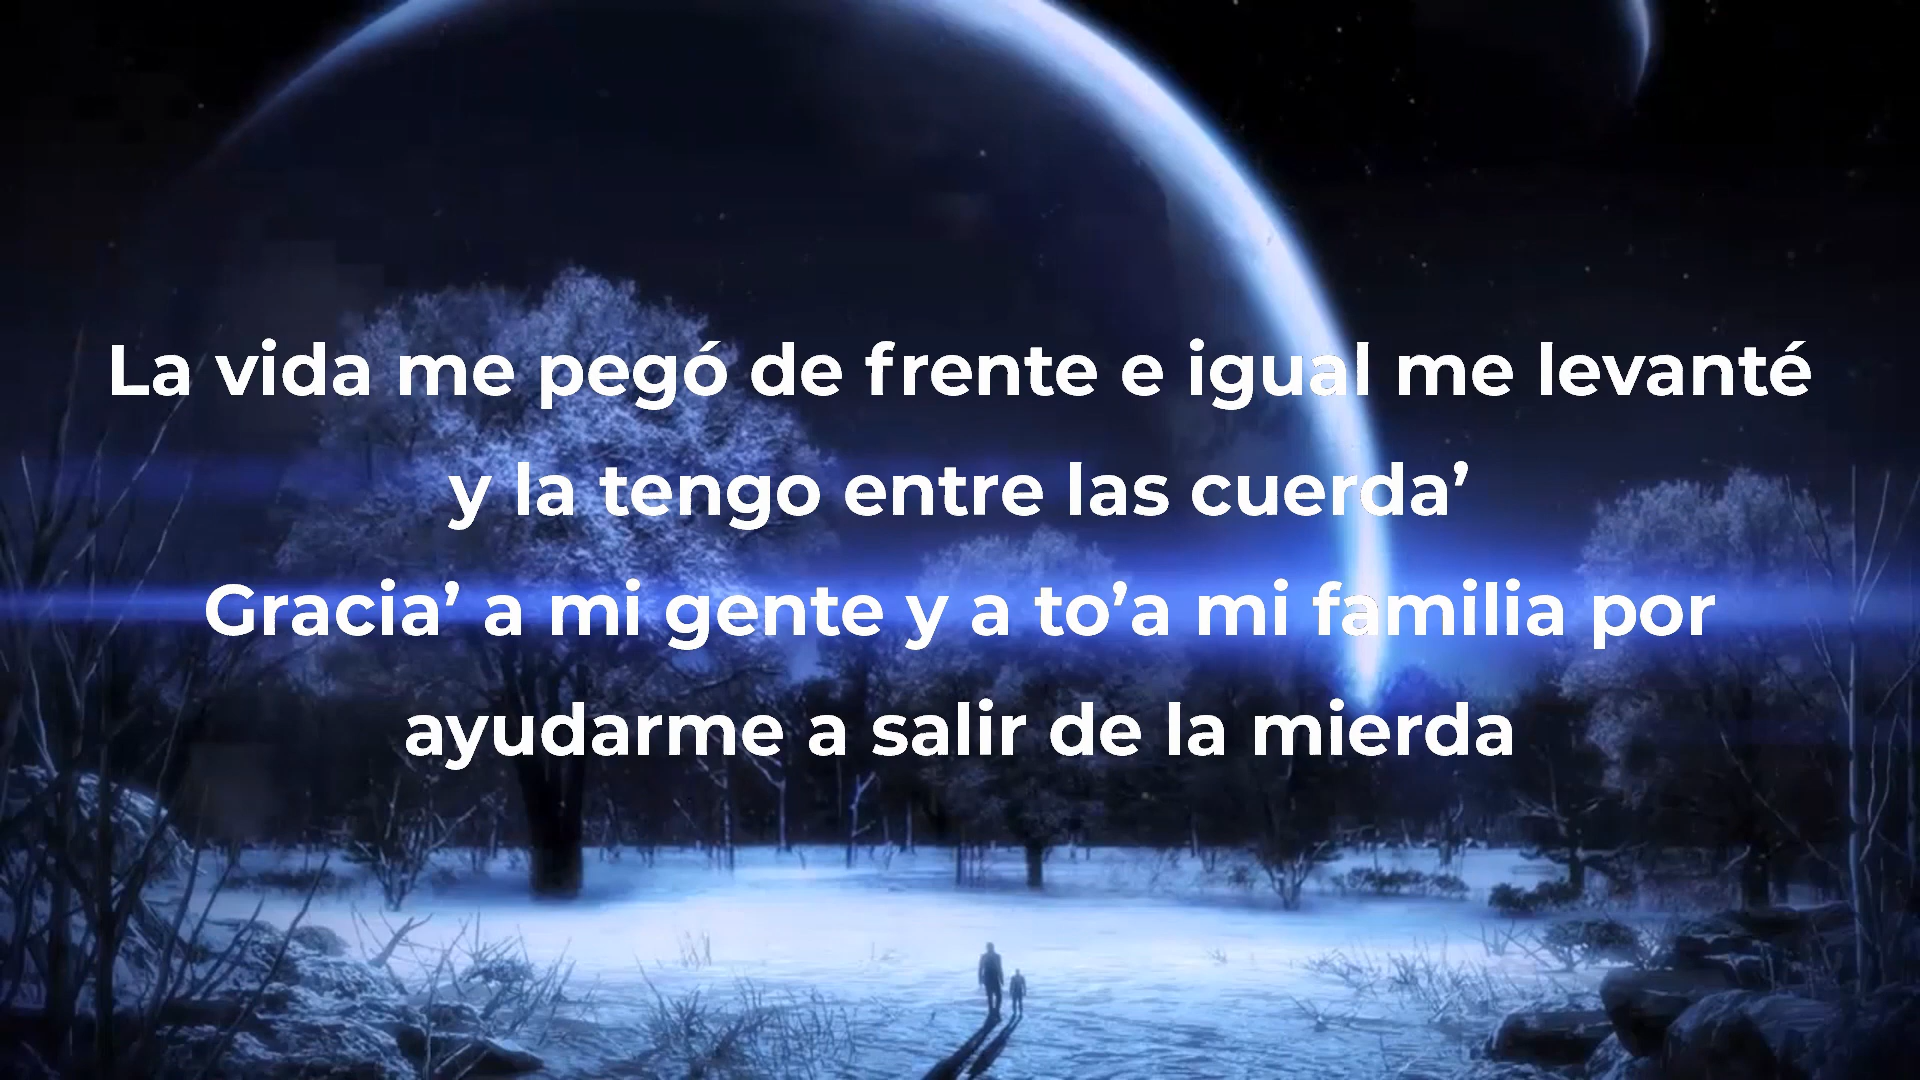 La vida me pegó de frente e igual me levanté
y la tengo entre las cuerda’
Gracia’ a mi gente y a to’a mi familia por
ayudarme a salir de la mierda